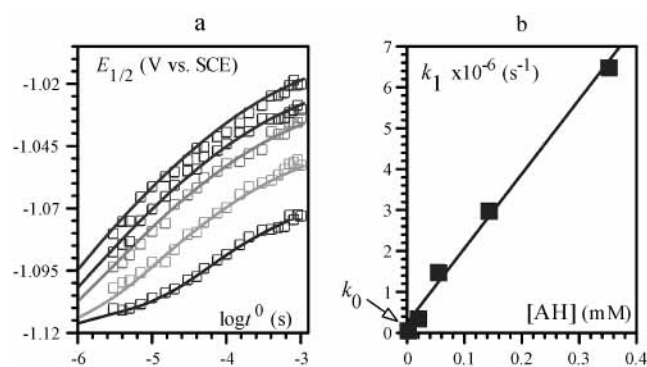 a
b
E1/2 (V vs. SCE)
-1.02
-1.045
-1.07
-1.095
-1.12
logt⁰ (s)
-6 -5 -4 -3
k1 x10⁻⁶ (s⁻¹)
7
6
5
4
3
2
1
0
k0
[AH] (mM)
0 0.1 0.2 0.3 0.4